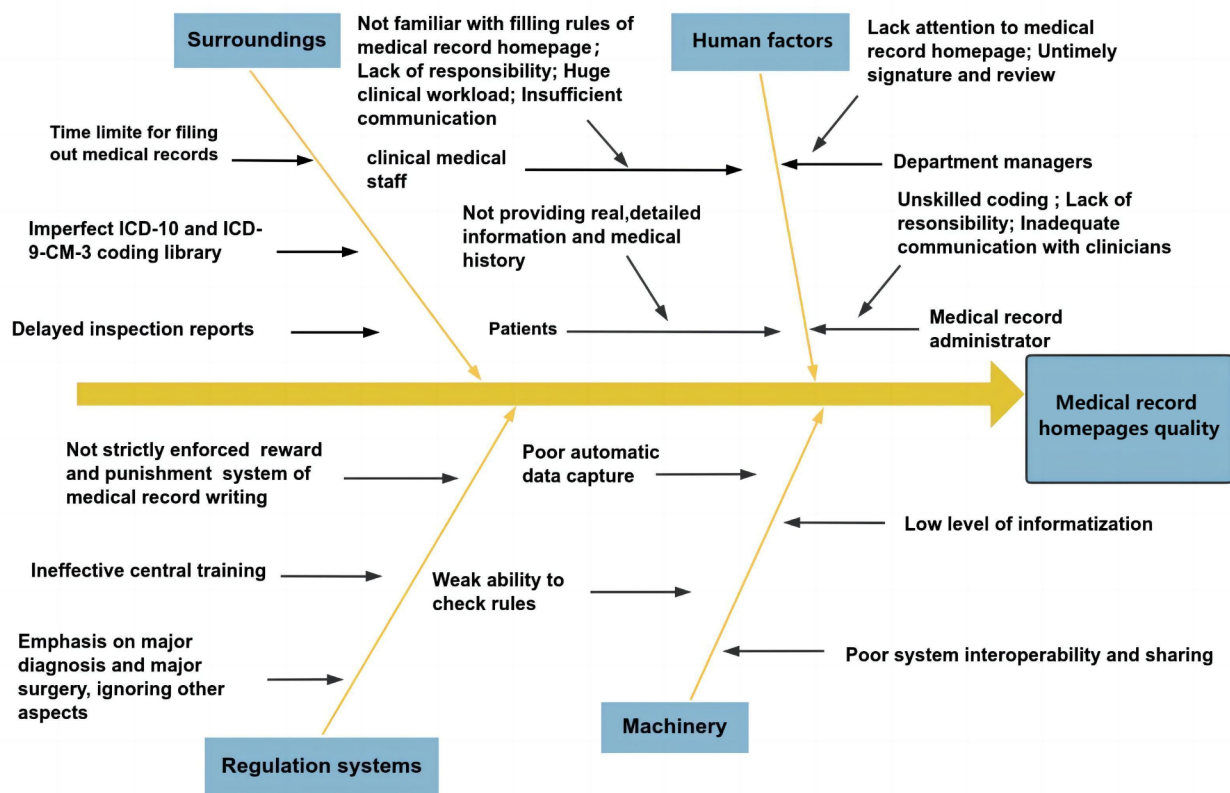 Surroundings
Not familiar with filling rules of
medical record homepage;
Lack of responsibility; Huge
clinical workload; Insufficient
communication
Human factors
Lack attention to medical
record homepage; Untimely
signature and review
Time limite for filing
out medical records
clinical medical
staff
Department managers
Imperfect ICD-10 and ICD-
9-CM-3 coding library
Not providing real,detailed
information and medical
history
Unskilled coding ; Lack of
resonsibility; Inadequate
communication with clinicians
Delayed inspection reports
Patients
Medical record
administrator
Medical record
homepages quality
Not strictly enforced reward
and punishment system of
medical record writing
Poor automatic
data capture
Low level of informatization
Ineffective central training
Weak ability to
check rules
Emphasis on major
diagnosis and major
surgery, ignoring other
aspects
Poor system interoperability and sharing
Machinery
Regulation systems